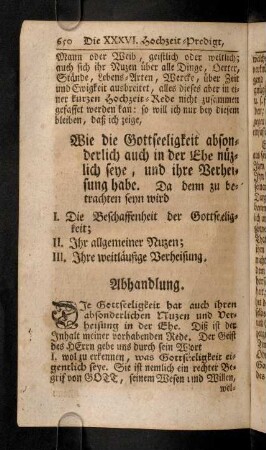 650 Die XXXVI. Hochzeit-Predigt,
Mann oder Weib, geistlich oder weltlich;
auch sich ihr Nuzen über alle Dinge, Oerter,
Stände, Lebens-Arten, Wercke, über Zeit
und Ewigkeit ausbreitet, alles dieses aber in ei-
ner kurzen Hochzeit-Rede nicht zusammen
gefasset werden kan: so will ich nur bey diesem
bleiben, daß ich zeige,
Wie die Gottseeligkeit abson-
derlich auch in der Ehe nüz-
lich seye, und ihre Verhei-
sung habe. Da denn zu be-
trachten seyn wird
I. Die Beschaffenheit der Gottseelig-
keit;
II. Ihr allgemeiner Nutzen;
III. Ihre weitläufige Verheisung.
Abhandlung.
Die Gottseeligkeit hat auch ihren
absonderlichen Nuzen und Ver-
heisung in der Ehe. Diß ist der
Inhalt meiner vorhabenden Rede. Der Geist
des HErrn gebe uns durch sein Wort
I. wol zu erkennen, was Gottseeligkeit ei-
gentlich seye. Sie ist nemlich ein rechter Be-
grif von GOTT, seinem Wesen und Willen,
wel-